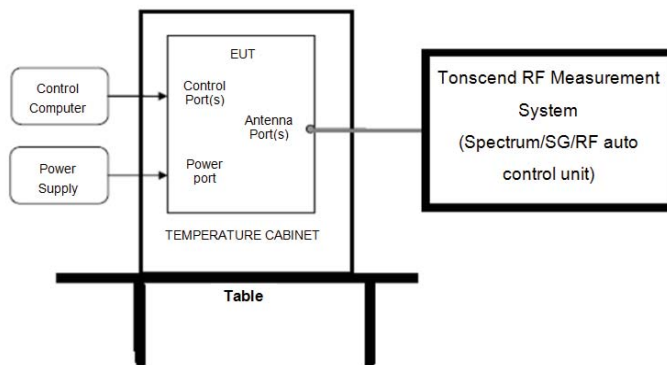 EUT
Control
Port(s)
Antenna
Port(s)
Power
port
TEMPERATURE CABINET
Control
Computer
Power
Supply
Tonscend RF Measurement
System
(Spectrum/SG/RF auto
control unit)
Table